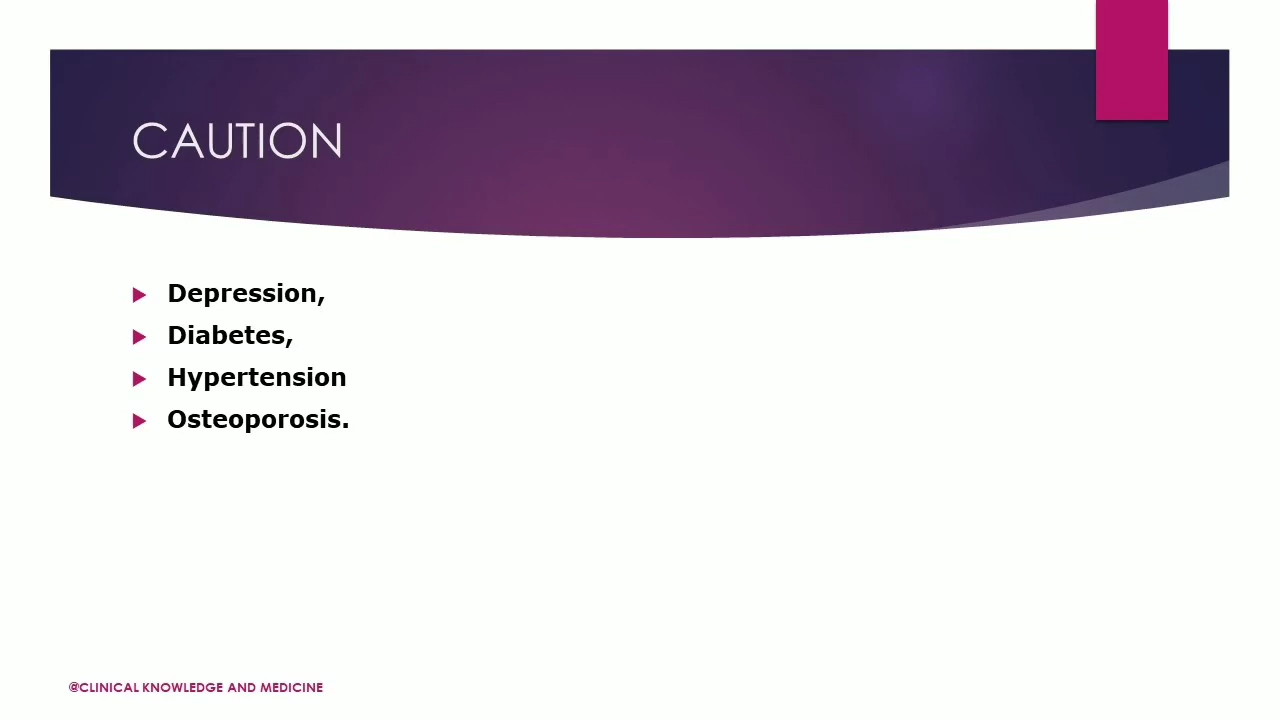 CAUTION
Depression,
Diabetes,
Hypertension
Osteoporosis.
@CLINICAL KNOWLEDGE AND MEDICINE